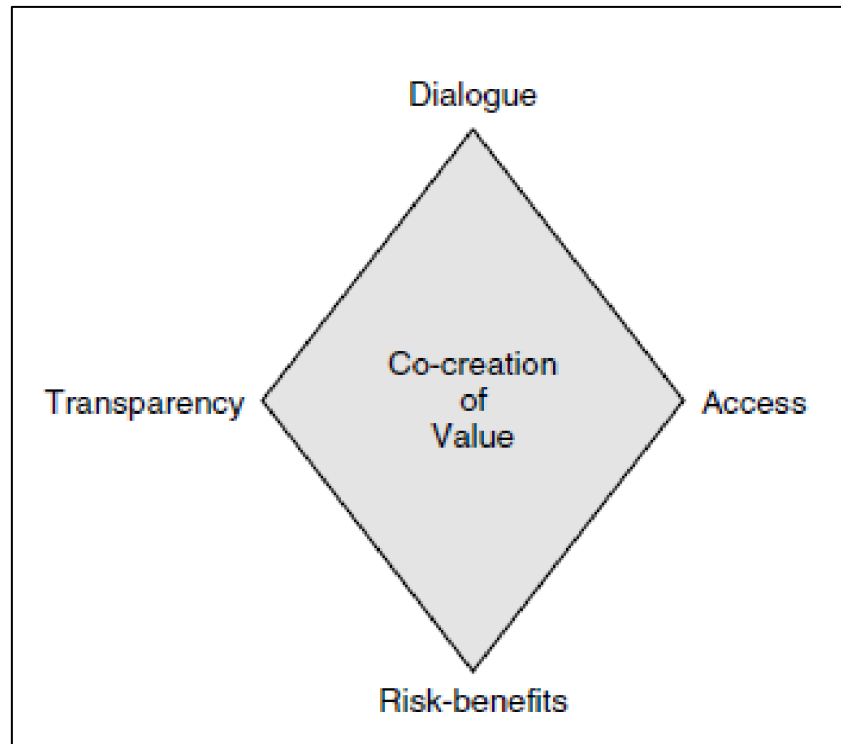 Dialogue
Co-creation
of
Value
Transparency
Access
Risk-benefits